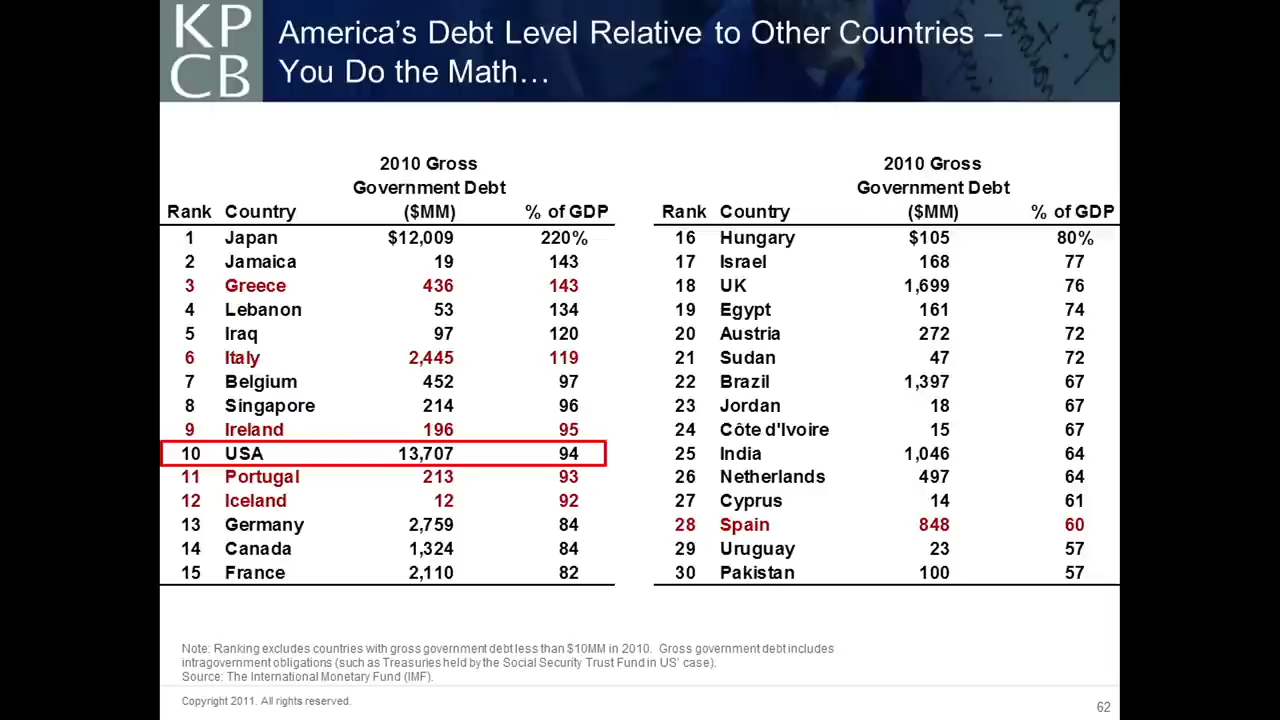 KP
CB
America's Debt Level Relative to Other Countries –
You Do the Math…
2010 Gross
Government Debt
Rank Country ($MM) % of GDP
1 Japan $12,009 220%
2 Jamaica 19 143
3 Greece 436 143
4 Lebanon 53 134
5 Iraq 97 120
6 Italy 2,445 119
7 Belgium 452 97
8 Singapore 214 96
9 Ireland 196 95
10 USA 13,707 94
11 Portugal 213 93
12 Iceland 12 92
13 Germany 2,759 84
14 Canada 1,324 84
15 France 2,110 82
2010 Gross
Government Debt
Rank Country ($MM) % of GDP
16 Hungary $105 80%
17 Israel 168 77
18 UK 1,699 76
19 Egypt 161 74
20 Austria 272 72
21 Sudan 47 72
22 Brazil 1,397 67
23 Jordan 18 67
24 Côte d'Ivoire 15 67
25 India 1,046 64
26 Netherlands 497 64
27 Cyprus 14 61
28 Spain 848 60
29 Uruguay 23 57
30 Pakistan 100 57
Note: Ranking excludes countries with gross government debt less than $10MM in 2010. Gross government debt includes
intragovernment obligations (such as Treasuries held by the Social Security Trust Fund in US' case).
Source: The International Monetary Fund (IMF).
Copyright 2011. All rights reserved.
62